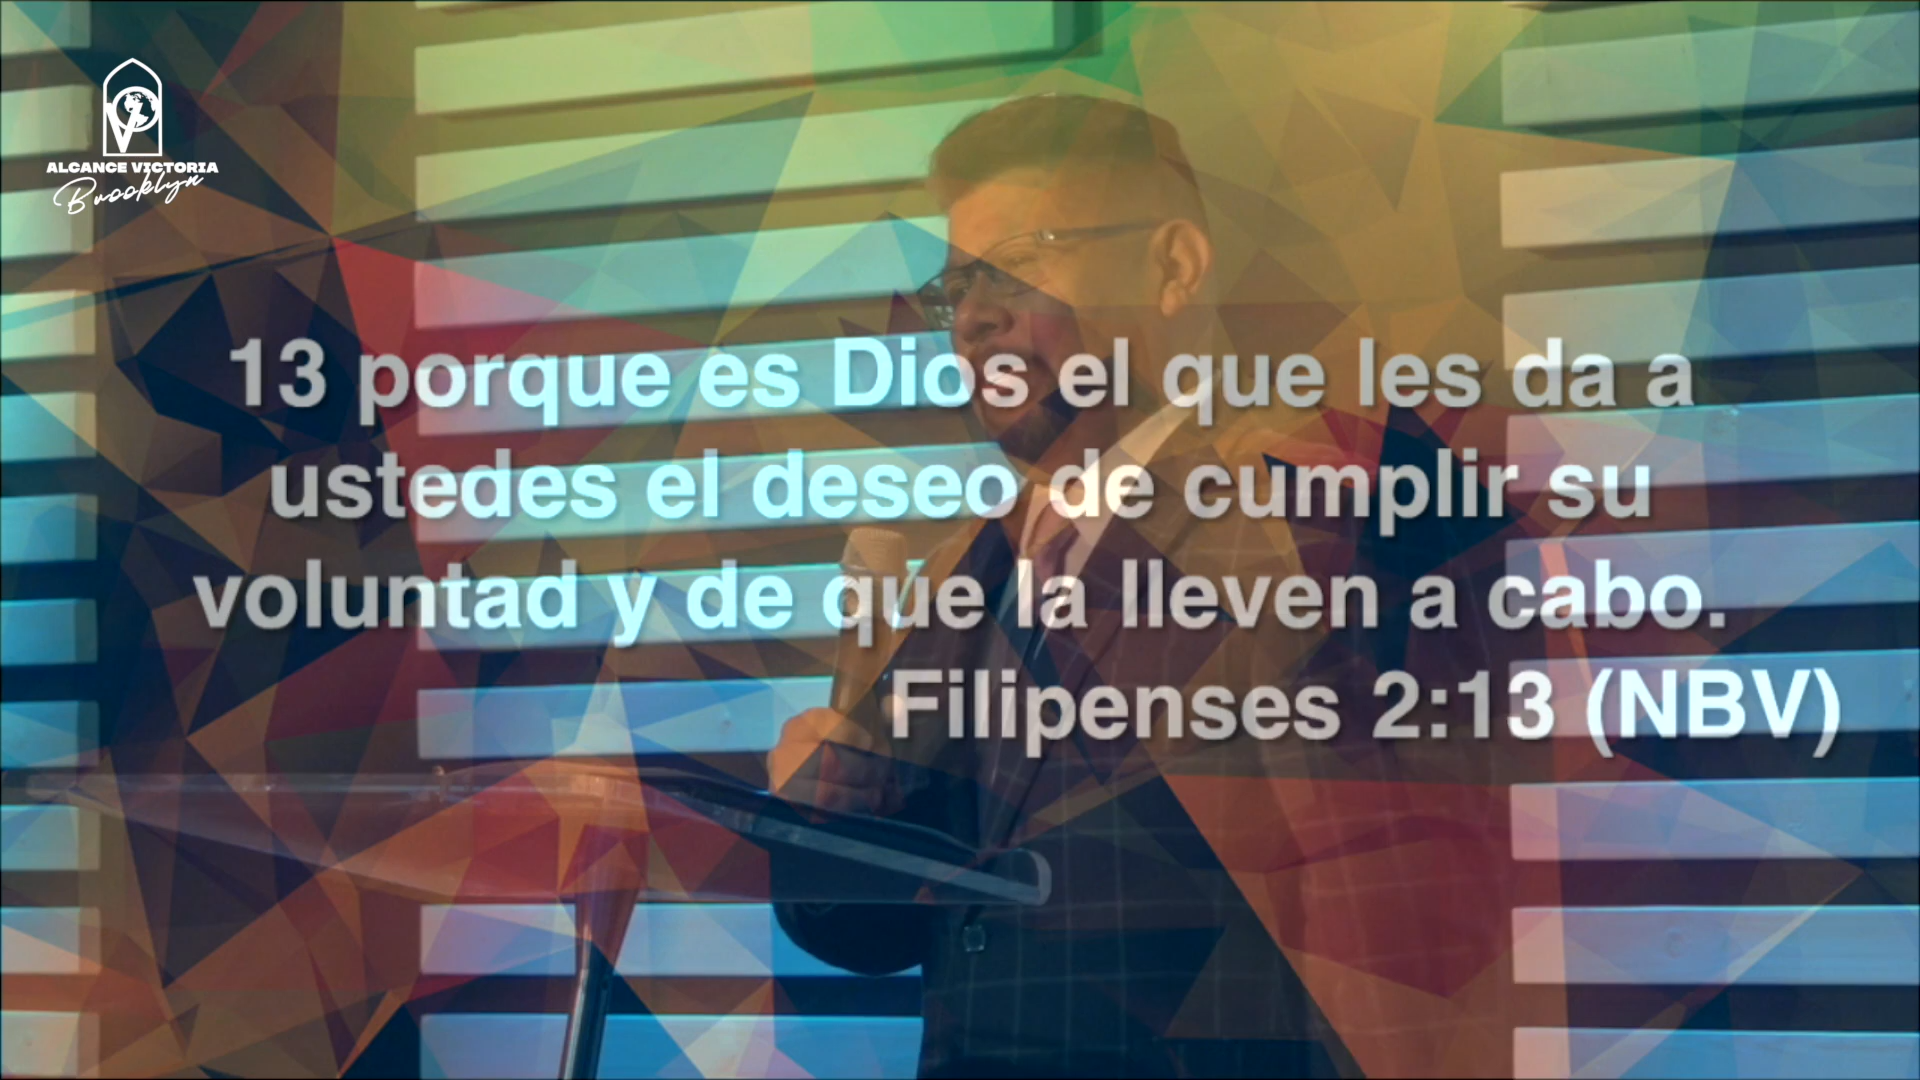 ALCANCE VICTORIA
Brooklyn
13 porque es Dios el que les da a
ustedes el deseo de cumplir su
voluntad y de que la lleven a cabo.
Filipenses 2:13 (NBV)